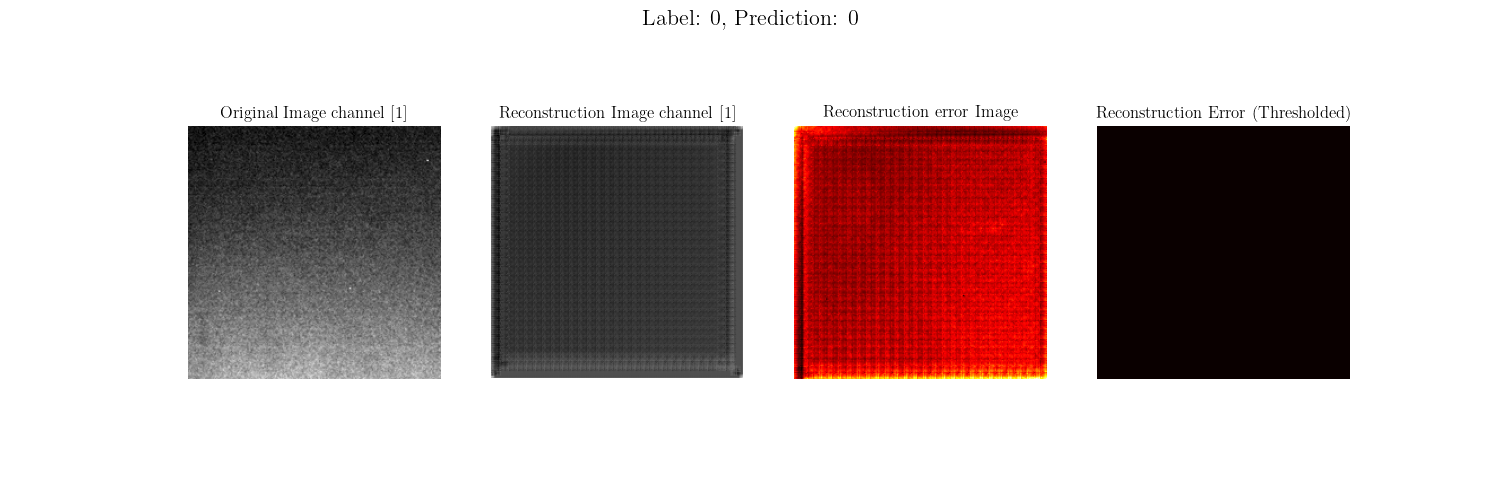 Label: 0, Prediction: 0
Original Image channel [1]
Reconstruction Image channel [1]
Reconstruction error Image
Reconstruction Error (Thresholded)